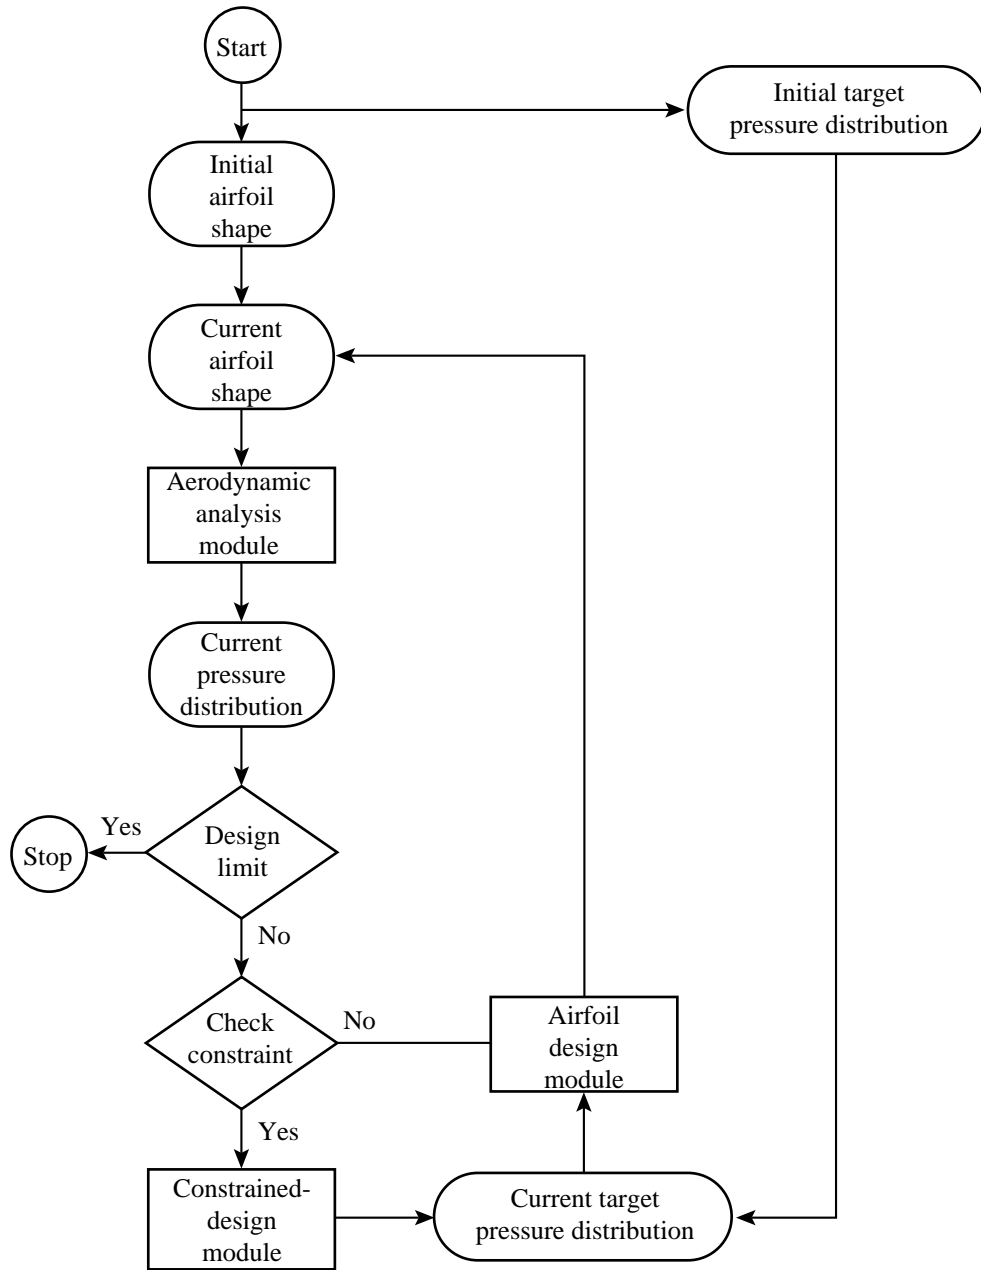 Start
Initial target
pressure distribution
Initial
airfoil
shape
Current
airfoil
shape
Aerodynamic
analysis
module
Current
pressure
distribution
Yes
Stop
Design
limit
No
Check
constraint
No
Airfoil
design
module
Yes
Constrained-
design
module
Current target
pressure distribution